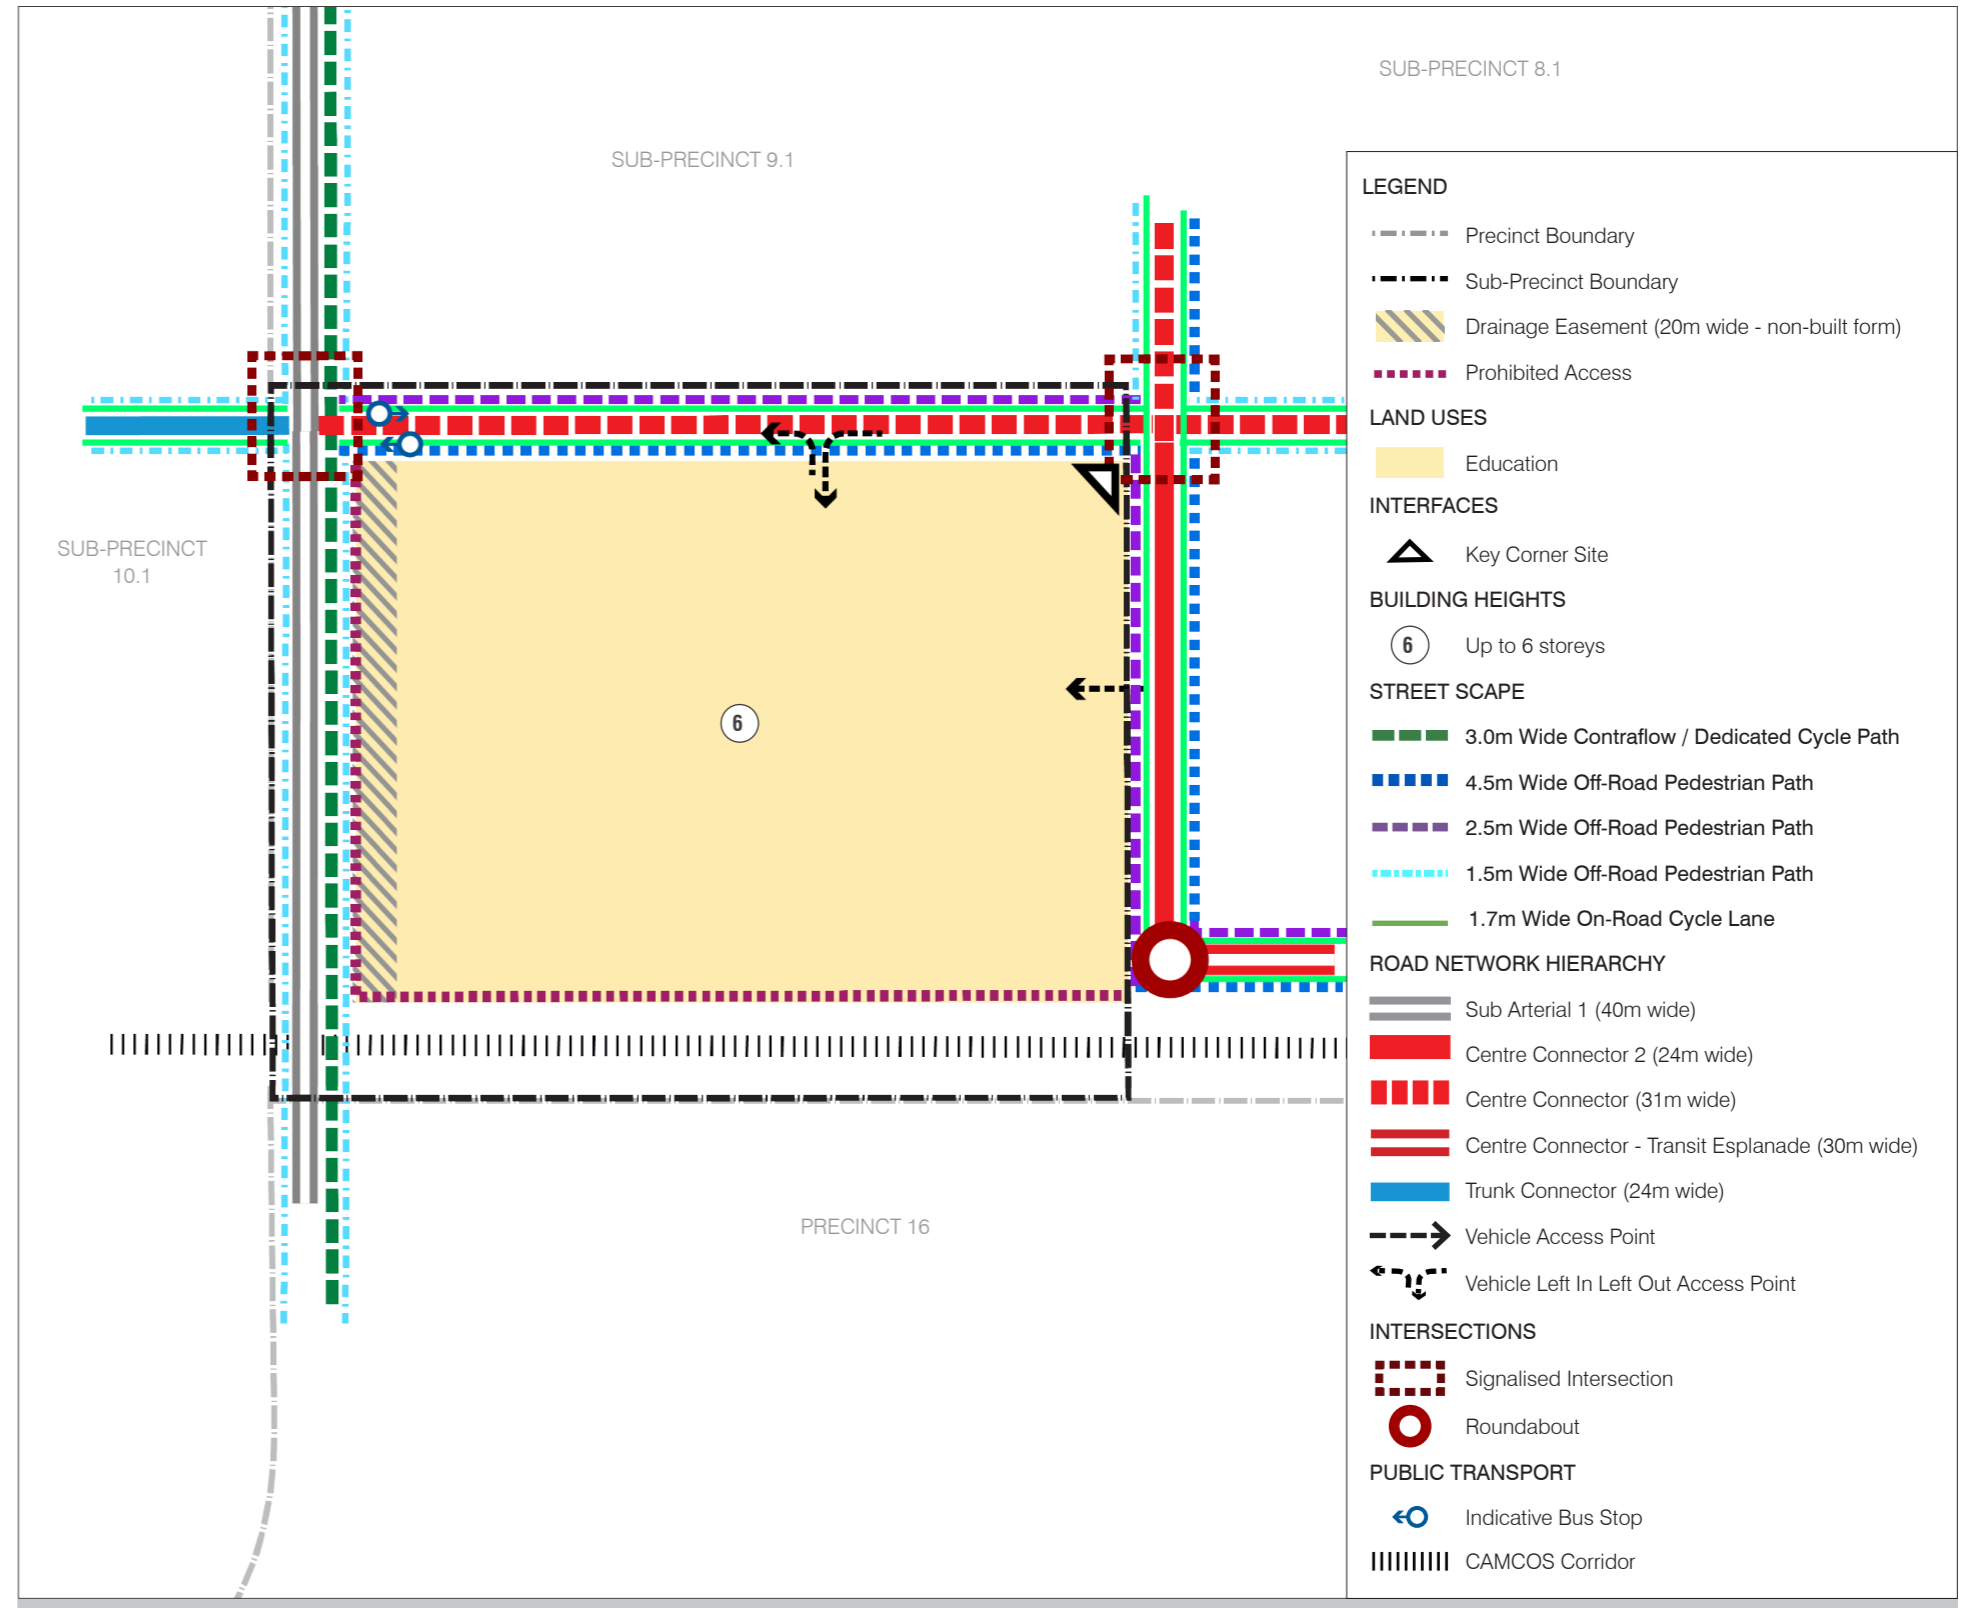 SUB-PRECINCT 8.1
SUB-PRECINCT 9.1
SUB-PRECINCT
10.1
6
PRECINCT 16
LEGEND
Precinct Boundary
Sub-Precinct Boundary
Drainage Easement (20m wide - non-built form)
Prohibited Access
LAND USES
Education
INTERFACES
Key Corner Site
BUILDING HEIGHTS
6 Up to 6 storeys
STREET SCAPE
3.0m Wide Contraflow / Dedicated Cycle Path
4.5m Wide Off-Road Pedestrian Path
2.5m Wide Off-Road Pedestrian Path
1.5m Wide Off-Road Pedestrian Path
1.7m Wide On-Road Cycle Lane
ROAD NETWORK HIERARCHY
Sub Arterial 1 (40m wide)
Centre Connector 2 (24m wide)
Centre Connector (31m wide)
Centre Connector - Transit Esplanade (30m wide)
Trunk Connector (24m wide)
Vehicle Access Point
Vehicle Left In Left Out Access Point
INTERSECTIONS
Signalised Intersection
Roundabout
PUBLIC TRANSPORT
Indicative Bus Stop
CAMCOS Corridor